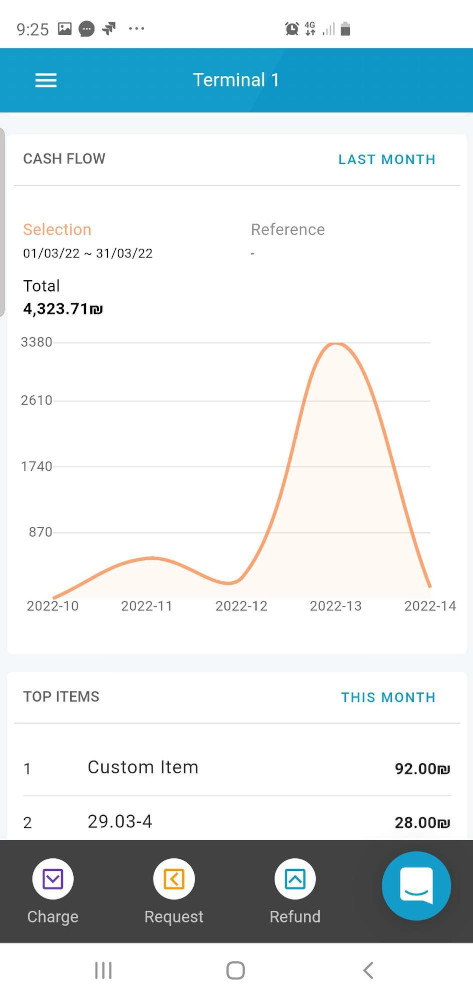 9:25
4G
Terminal 1
CASH FLOW
LAST MONTH
Selection
Reference
01/03/22 ~ 31/03/22
-
Total
4,323.71₪
3380
2610
1740
870
2022-10 2022-11 2022-12 2022-13 2022-14
TOP ITEMS
THIS MONTH
1 Custom Item 92.00₪
2 29.03-4 28.00₪
Charge Request Refund